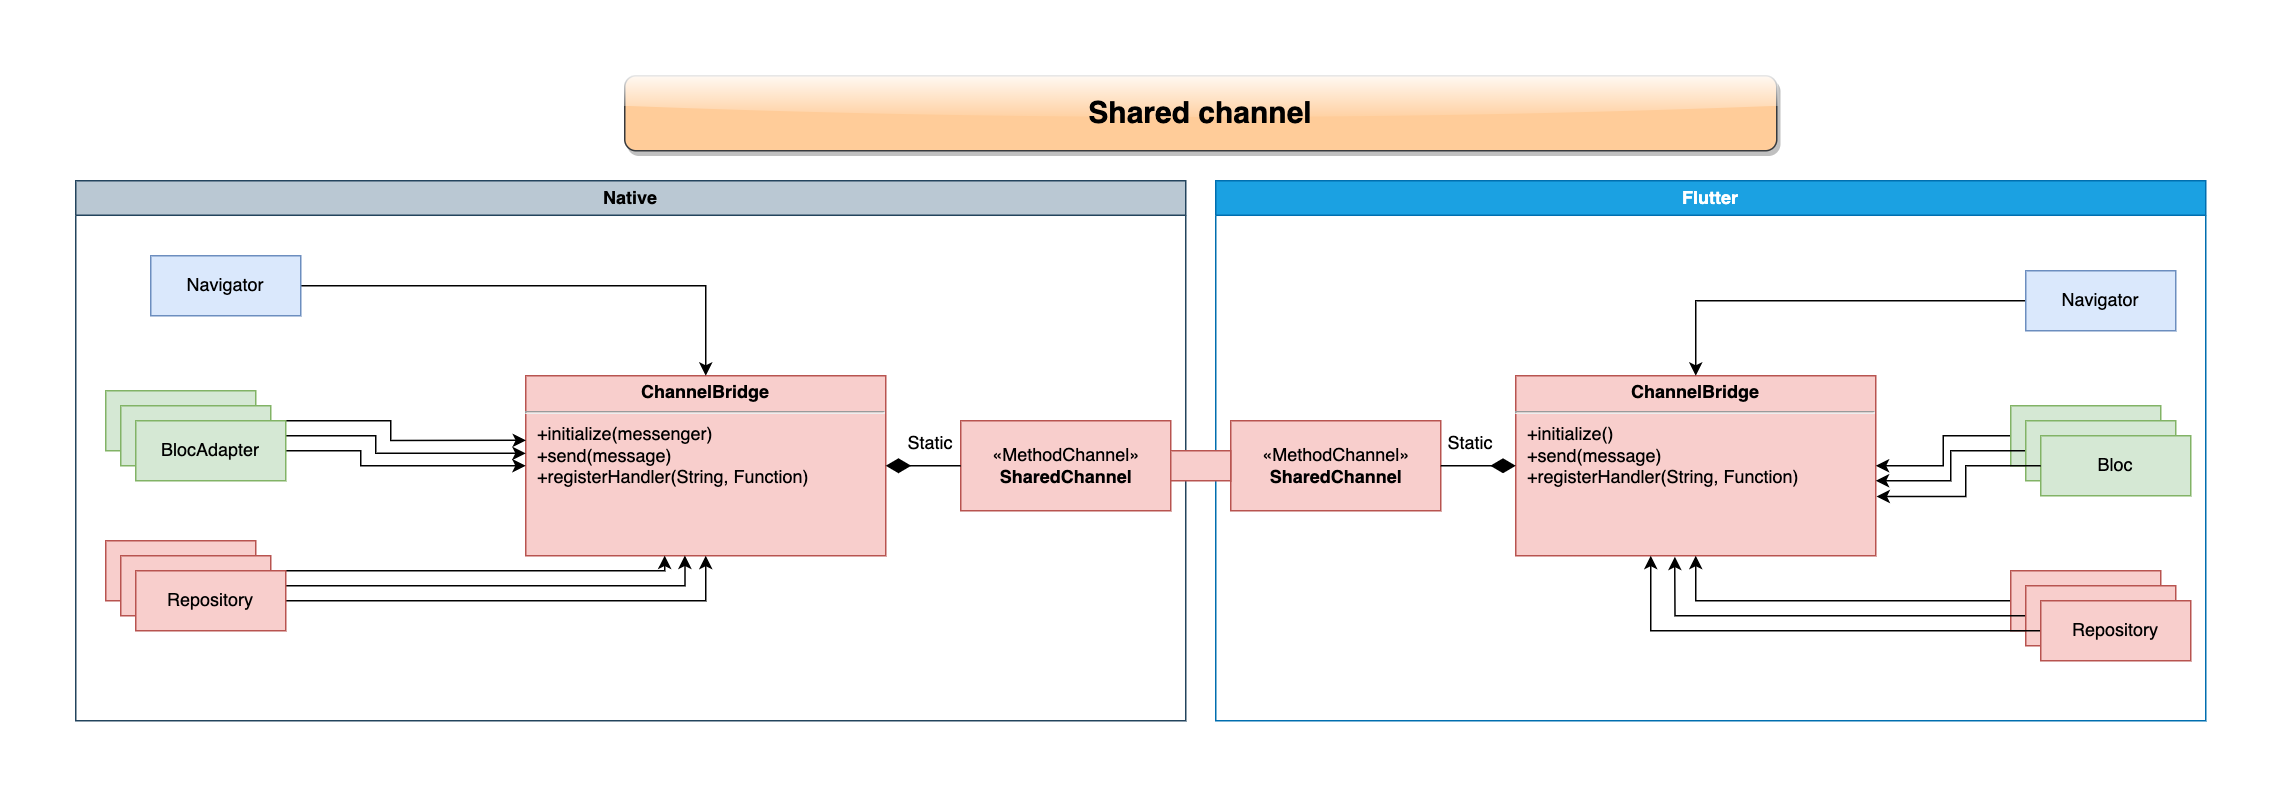 Shared channel
Native
Navigator
BlocAdapter
Repository
ChannelBridge
+initialize(messenger)
+send(message)
+registerHandler(String, Function)
Static
«MethodChannel»
SharedChannel
Flutter
«MethodChannel»
SharedChannel
Static
ChannelBridge
+initialize()
+send(message)
+registerHandler(String, Function)
Navigator
Bloc
Repository